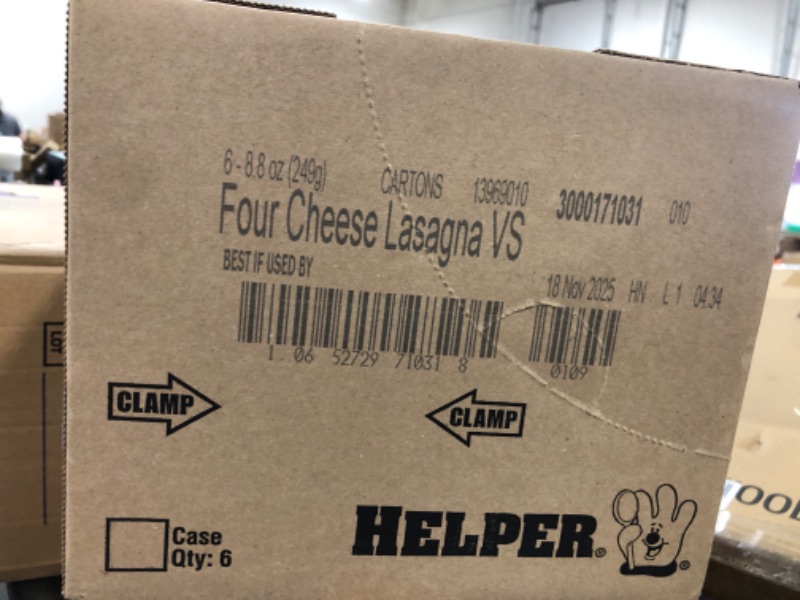 6 - 8.8 oz (249g) CARTONS 13969010 3000171031 010
Four Cheese Lasagna VS
BEST IF USED BY
18 Nov 2025 HN L 1 04:34
1 06 52729 71031 8
0109
CLAMP
CLAMP
Case
Qty: 6
HELPER®
LOT